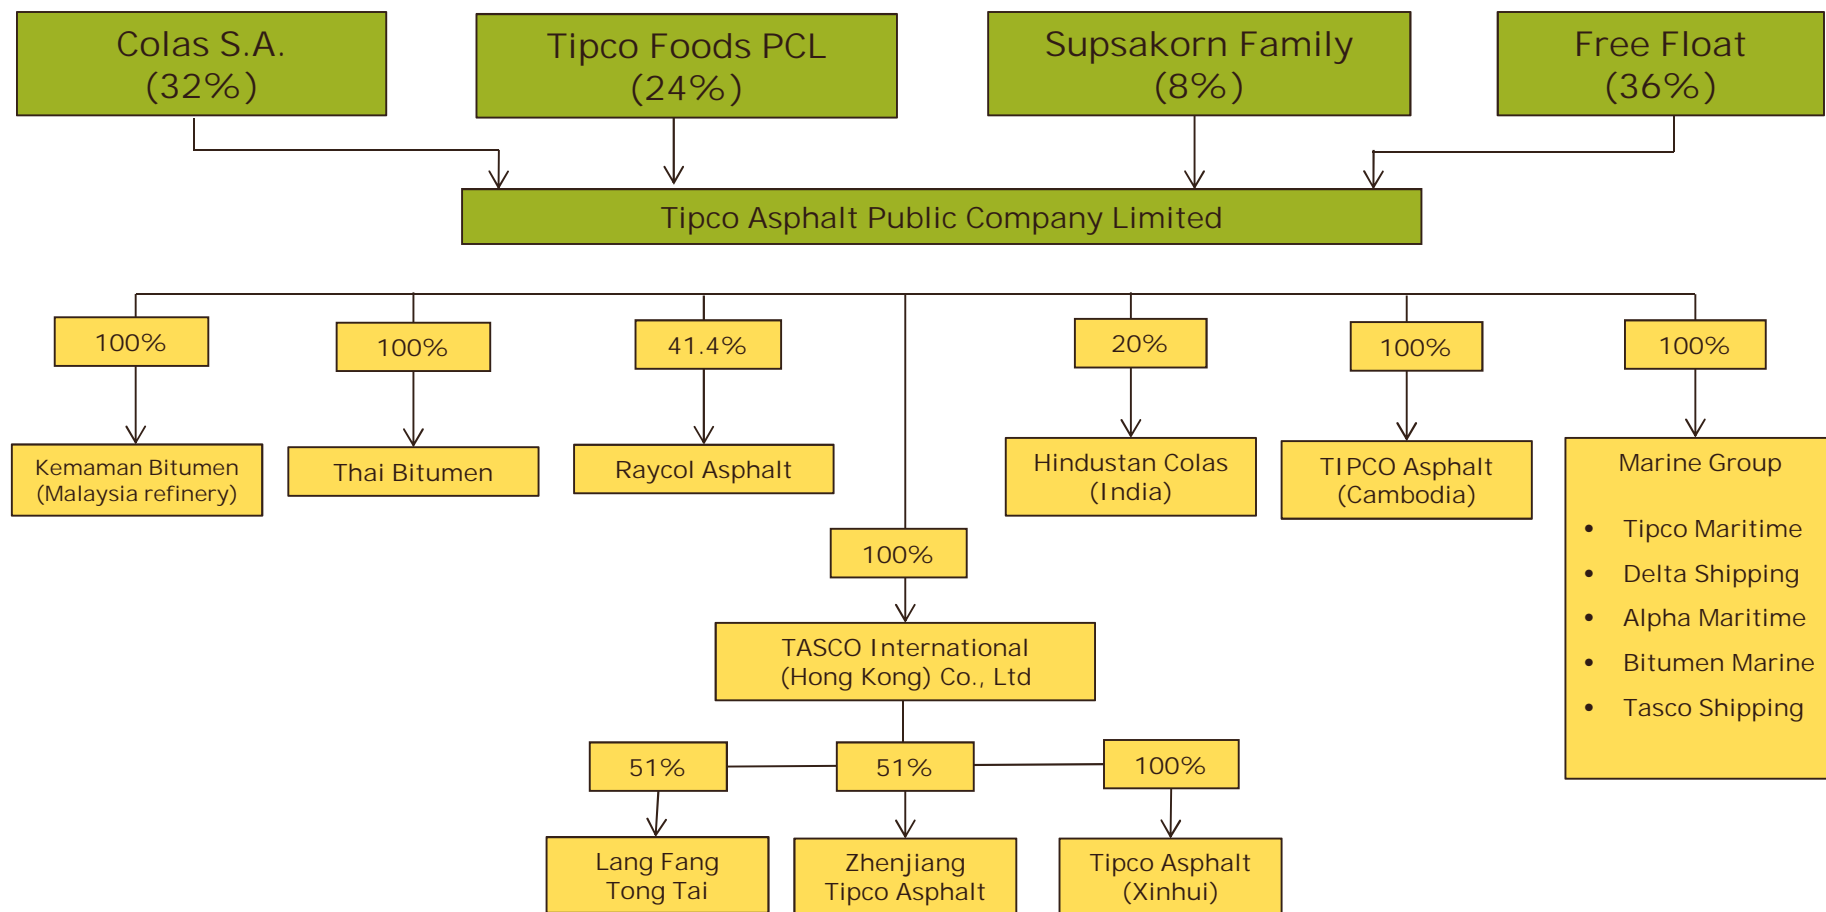 Colas S.A.
(32%)
Tipco Foods PCL
(24%)
Supsakorn Family
(8%)
Free Float
(36%)
Tipco Asphalt Public Company Limited
100%
100%
41.4%
20%
100%
100%
Kemaman Bitumen
(Malaysia refinery)
Thai Bitumen
Raycol Asphalt
Hindustan Colas
(India)
TIPCO Asphalt
(Cambodia)
Marine Group
• Tipco Maritime
• Delta Shipping
• Alpha Maritime
• Bitumen Marine
• Tasco Shipping
100%
TASCO International
(Hong Kong) Co., Ltd
51%
51%
100%
Lang Fang
Tong Tai
Zhenjiang
Tipco Asphalt
Tipco Asphalt
(Xinhui)